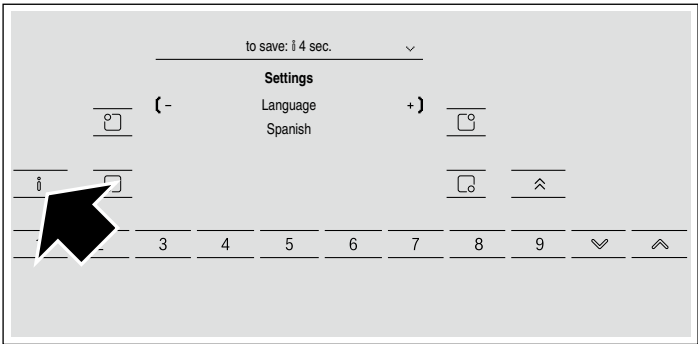 to save: i 4 sec.
Settings
(- Language +)
Spanish
i
3 4 5 6 7 8 9